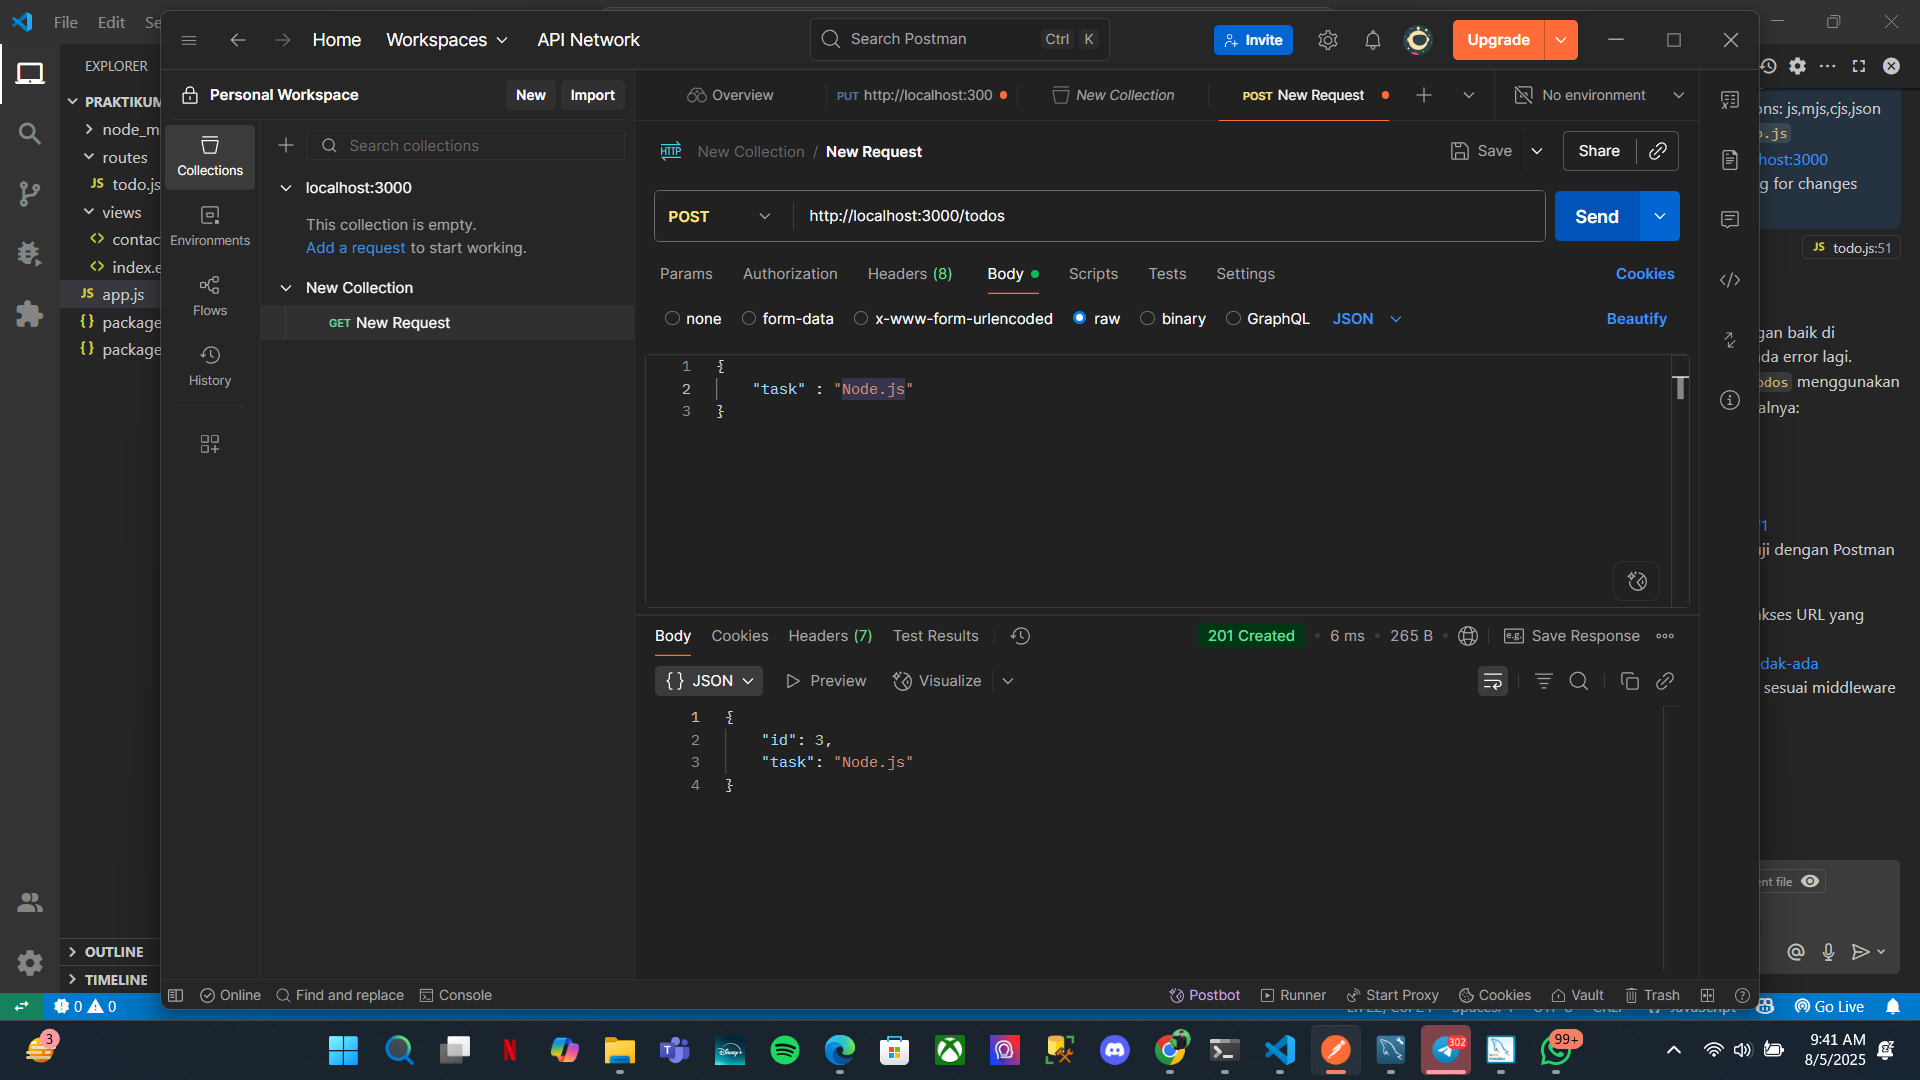 File Edit Se
Home Workspaces API Network
Search Postman Ctrl K
Invite
Upgrade
EXPLORER
PRAKTIKUM
node_m
routes
JS todo.js
views
contac
index.e
JS app.js
{} package
{} package
OUTLINE
TIMELINE
Personal Workspace New Import
Collections
Environments
Flows
History
Search collections
localhost:3000
This collection is empty.
Add a request to start working.
New Collection
GET New Request
Overview PUT http://localhost:300 New Collection POST New Request No environment
HTTP New Collection / New Request Save Share
POST http://localhost:3000/todos Send
Params Authorization Headers (8) Body Scripts Tests Settings Cookies
none form-data x-www-form-urlencoded raw binary GraphQL JSON Beautify
1 {
2 "task" : "Node.js"
3 }
Body Cookies Headers (7) Test Results 201 Created 6 ms 265 B e.g. Save Response
{} JSON Preview Visualize
1 {
2 "id": 3,
3 "task": "Node.js"
4 }
Online Find and replace Console Postbot Runner Start Proxy Cookies Vault Trash
ons: js,mjs,cjs,json
.js
host:3000
g for changes
JS todo.js:51
gan baik di
da error lagi.
odos menggunakan
alnya:
/1
ji dengan Postman
kses URL yang
dak-ada
sesuai middleware
ent file
0 0
Go Live
3
Disney+
302
99+
9:41 AM
8/5/2025